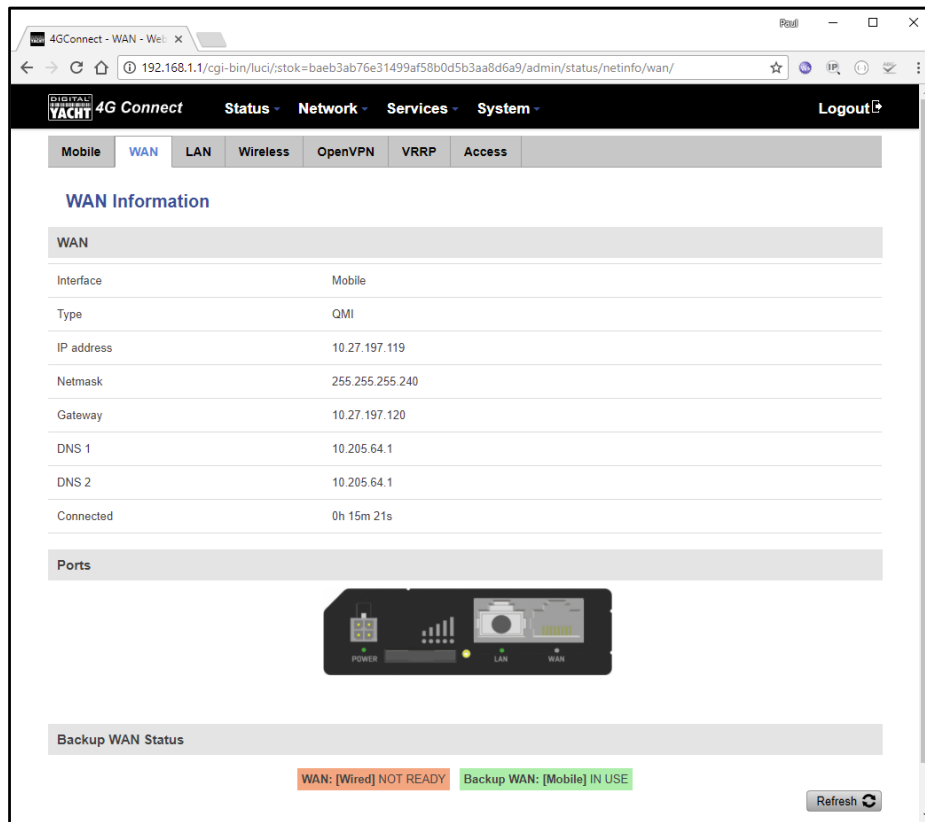 Paul
4GConnect - WAN - Web
192.168.1.1/cgi-bin/luci/;stok=baeb3ab76e31499af58b0d5b3aa8d6a9/admin/status/netinfo/wan/
DIGITAL YACHT 4G Connect Status Network Services System Logout
Mobile WAN LAN Wireless OpenVPN VRRP Access
WAN Information
WAN
Interface Mobile
Type QMI
IP address 10.27.197.119
Netmask 255.255.255.240
Gateway 10.27.197.120
DNS 1 10.205.64.1
DNS 2 10.205.64.1
Connected 0h 15m 21s
Ports
POWER LAN WAN
Backup WAN Status
WAN: [Wired] NOT READY Backup WAN: [Mobile] IN USE
Refresh